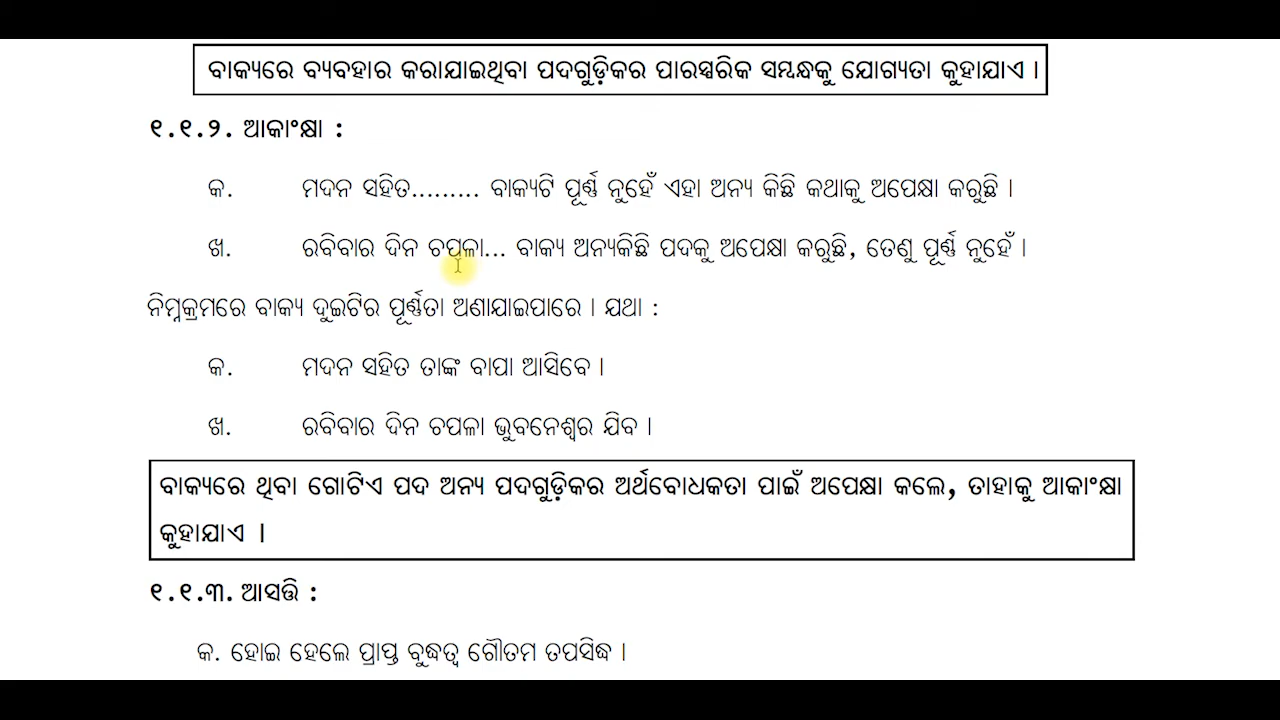 ବାକ୍ୟରେ ବ୍ୟବହାର କରାଯାଇଥିବା ପଦଗୁଡ଼ିକର ପାରସ୍ପରିକ ସମ୍ବନ୍ଧକୁ ଯୋଗ୍ୟତା କୁହାଯାଏ ।
୧.୧.୨. ଆକାଂକ୍ଷା :
କ. ମଦନ ସହିତ......... ବାକ୍ୟଟି ପୂର୍ଣ୍ଣ ନୁହେଁ ଏହା ଅନ୍ୟ କିଛି କଥାକୁ ଅପେକ୍ଷା କରୁଛି ।
ଖ. ରବିବାର ଦିନ ଚପଳା... ବାକ୍ୟ ଅନ୍ୟକିଛି ପଦକୁ ଅପେକ୍ଷା କରୁଛି, ତେଣୁ ପୂର୍ଣ୍ଣ ନୁହେଁ ।
ନିମ୍ନକ୍ରମରେ ବାକ୍ୟ ଦୁଇଟିର ପୂର୍ଣ୍ଣତା ଅଣାଯାଇପାରେ । ଯଥା :
କ. ମଦନ ସହିତ ତାଙ୍କ ବାପା ଆସିବେ ।
ଖ. ରବିବାର ଦିନ ଚପଳା ଭୁବନେଶ୍ୱର ଯିବ ।
ବାକ୍ୟରେ ଥିବା ଗୋଟିଏ ପଦ ଅନ୍ୟ ପଦଗୁଡ଼ିକର ଅର୍ଥବୋଧକତା ପାଇଁ ଅପେକ୍ଷା କଲେ, ତାହାକୁ ଆକାଂକ୍ଷା
କୁହାଯାଏ ।
୧.୧.୩. ଆସତ୍ତି :
କ. ହୋଇ ହେଲେ ପ୍ରାପ୍ତ ବୁଦ୍ଧତ୍ୱ ଗୌତମ ତପସିଦ୍ଧ ।